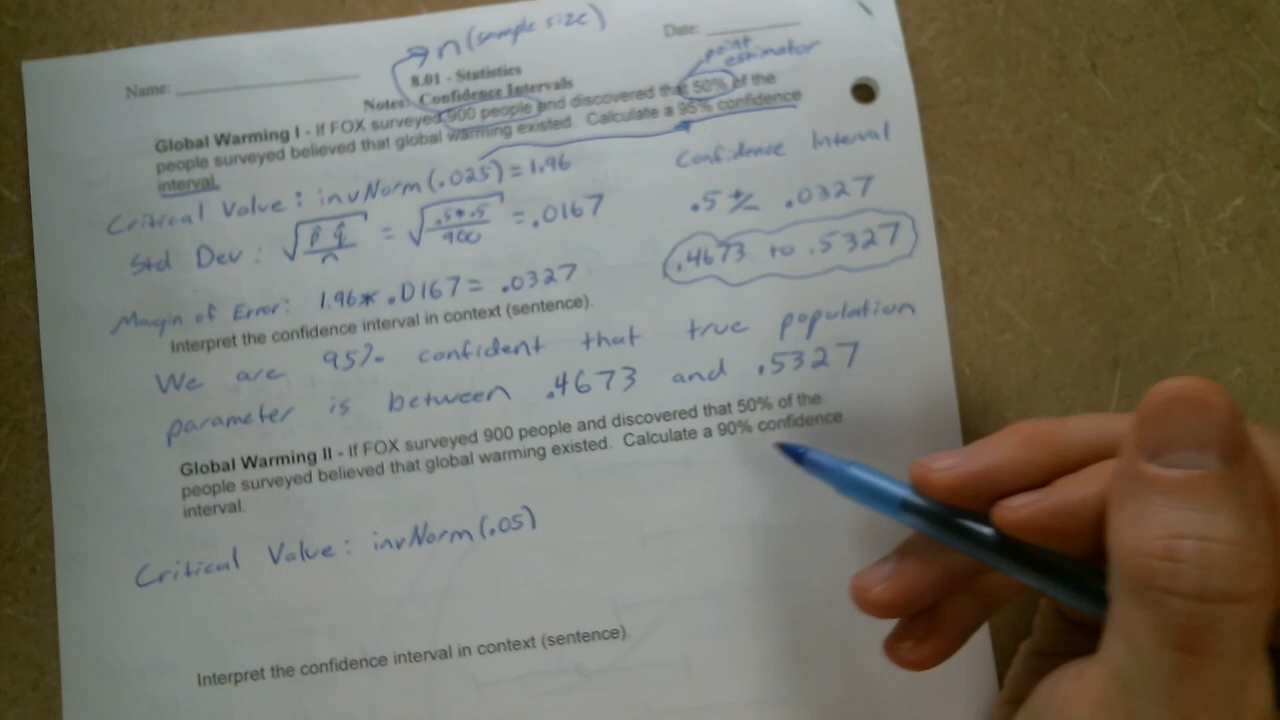 n (sample size)
Date:
point
estimator
Name:
8.01 - Statistics
Notes: Confidence Intervals
Global Warming I - If FOX surveyed 900 people and discovered that 50% of the
people surveyed believed that global warming existed. Calculate a 95% confidence
interval.
Critical Value: invNorm(.025) = 1.96
Confidence Interval
Std Dev: √(p̂ q̂ / n) = √(.5*.5 / 900) = .0167
.5 +/- .0327
.4673 to .5327
Margin of Error: 1.96 * .0167 = .0327
Interpret the confidence interval in context (sentence).
We are 95% confident that true population
parameter is between .4673 and .5327
Global Warming II - If FOX surveyed 900 people and discovered that 50% of the
people surveyed believed that global warming existed. Calculate a 90% confidence
interval.
Critical Value: invNorm(.05)
Interpret the confidence interval in context (sentence).